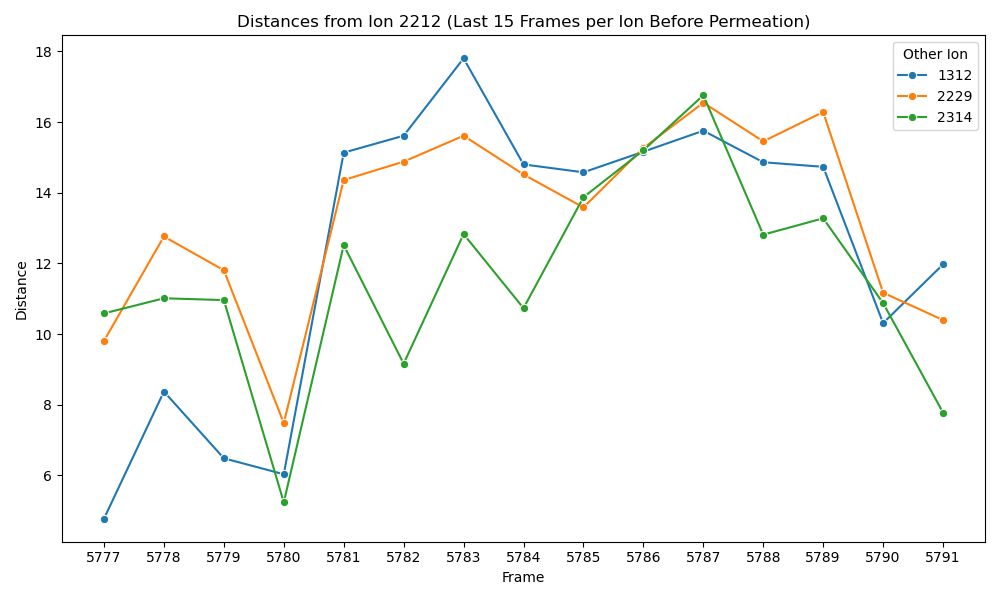 Distances from Ion 2212 (Last 15 Frames per Ion Before Permeation)
Other Ion
1312
2229
2314
Distance
18
16
14
12
10
8
6
5777 5778 5779 5780 5781 5782 5783 5784 5785 5786 5787 5788 5789 5790 5791
Frame